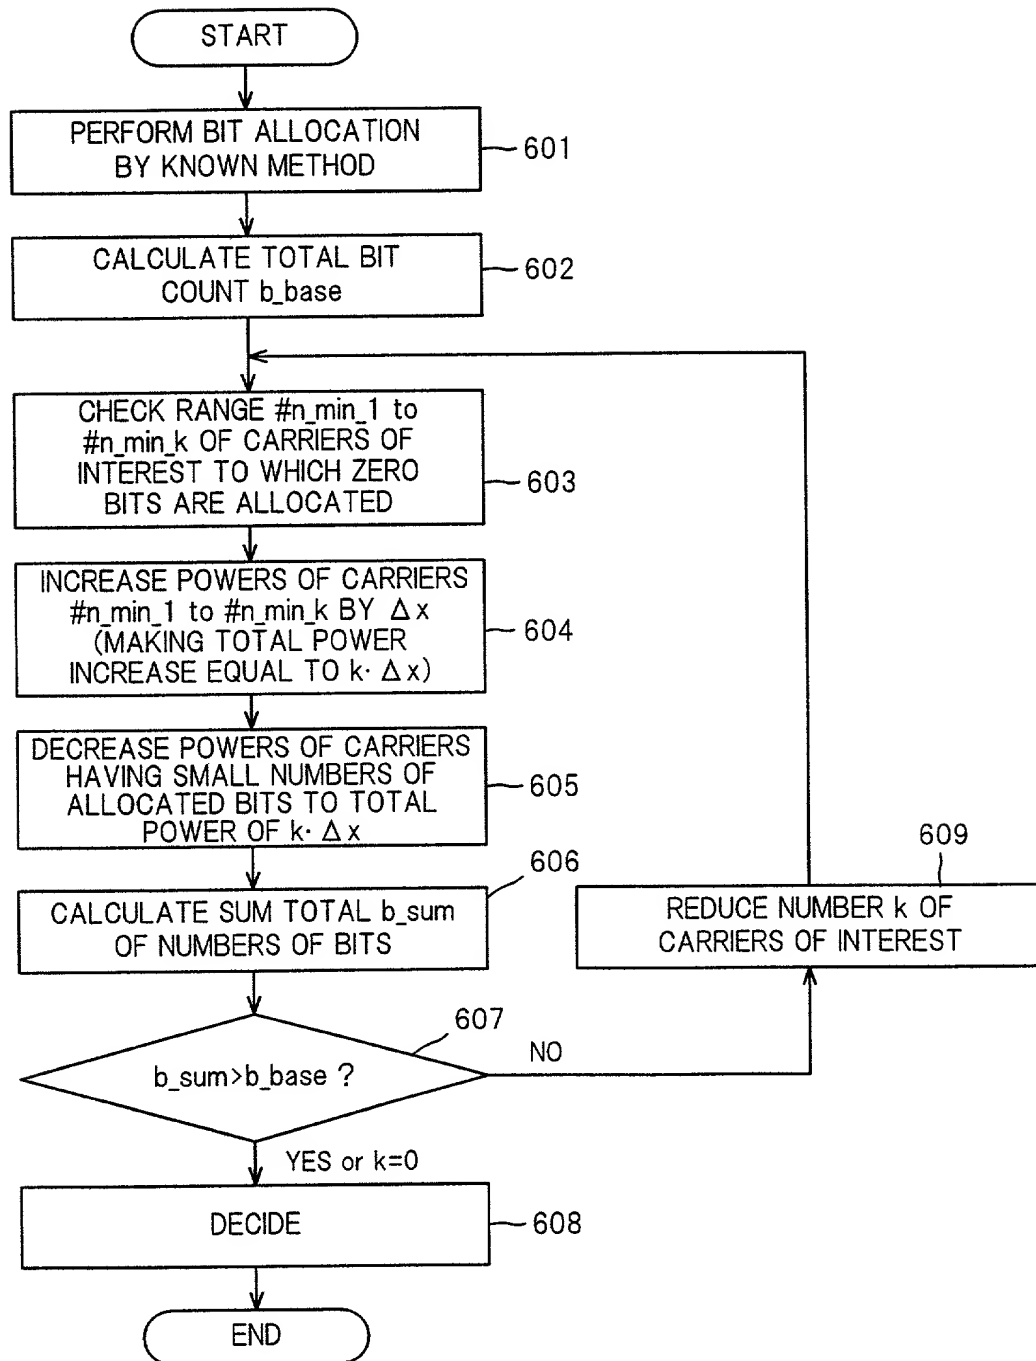 START
PERFORM BIT ALLOCATION
BY KNOWN METHOD
601
CALCULATE TOTAL BIT
COUNT b_base
602
CHECK RANGE #n_min_1 to
#n_min_k OF CARRIERS OF
INTEREST TO WHICH ZERO
BITS ARE ALLOCATED
603
INCREASE POWERS OF CARRIERS
#n_min_1 to #n_min_k BY Δx
(MAKING TOTAL POWER
INCREASE EQUAL TO k· Δx)
604
DECREASE POWERS OF CARRIERS
HAVING SMALL NUMBERS OF
ALLOCATED BITS TO TOTAL
POWER OF k· Δx
605
CALCULATE SUM TOTAL b_sum
OF NUMBERS OF BITS
606
REDUCE NUMBER k OF
CARRIERS OF INTEREST
609
b_sum>b_base ?
607
NO
YES or k=0
DECIDE
608
END